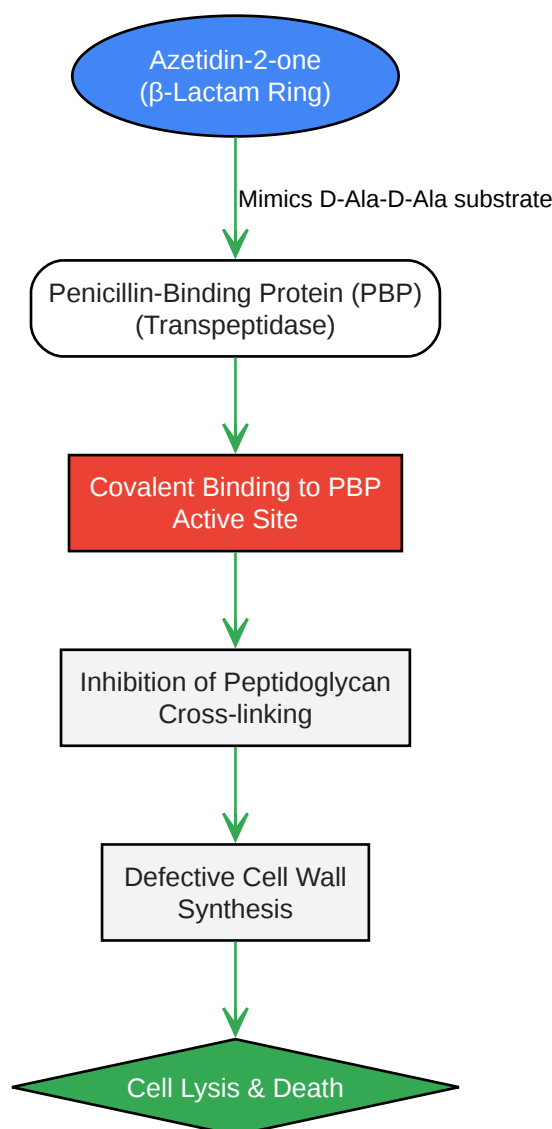 Azetidin-2-one
(β-Lactam Ring)
Mimics D-Ala-D-Ala substrate
Penicillin-Binding Protein (PBP)
(Transpeptidase)
Covalent Binding to PBP
Active Site
Inhibition of Peptidoglycan
Cross-linking
Defective Cell Wall
Synthesis
Cell Lysis & Death